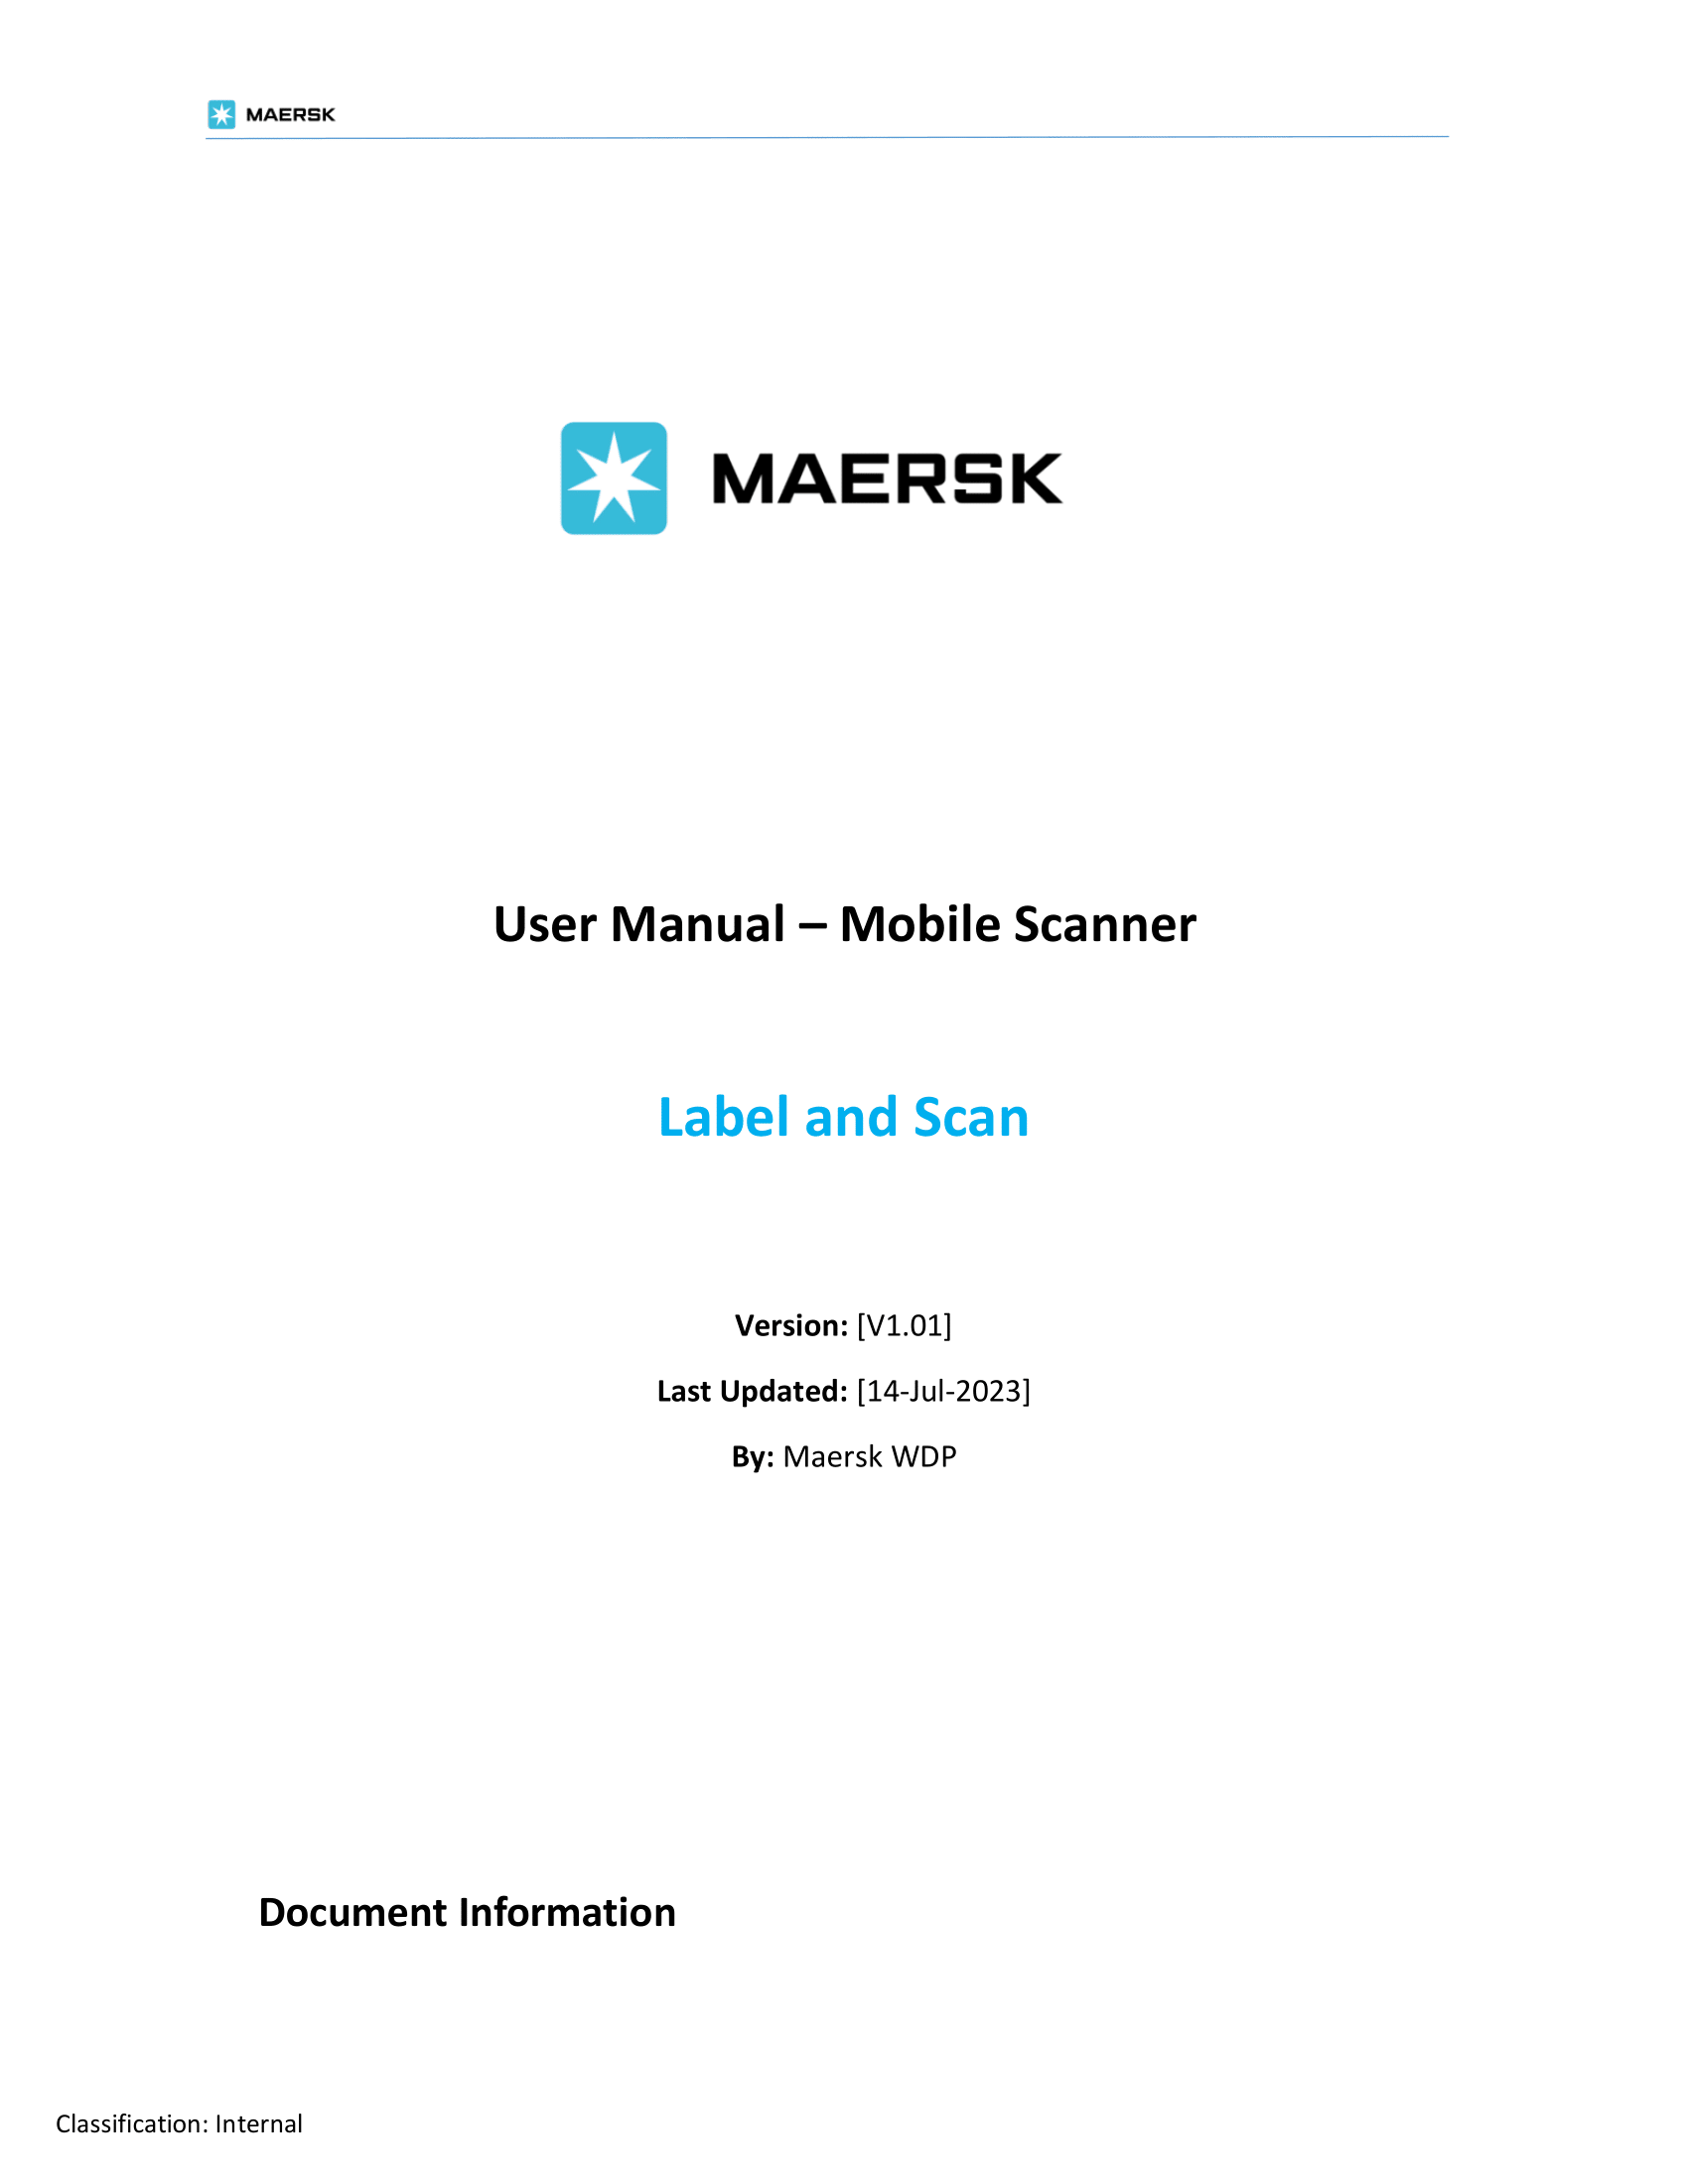 MAERSK
MAERSK
User Manual – Mobile Scanner
Label and Scan
Version: [V1.01]
Last Updated: [14-Jul-2023]
By: Maersk WDP
Document Information
Classification: Internal